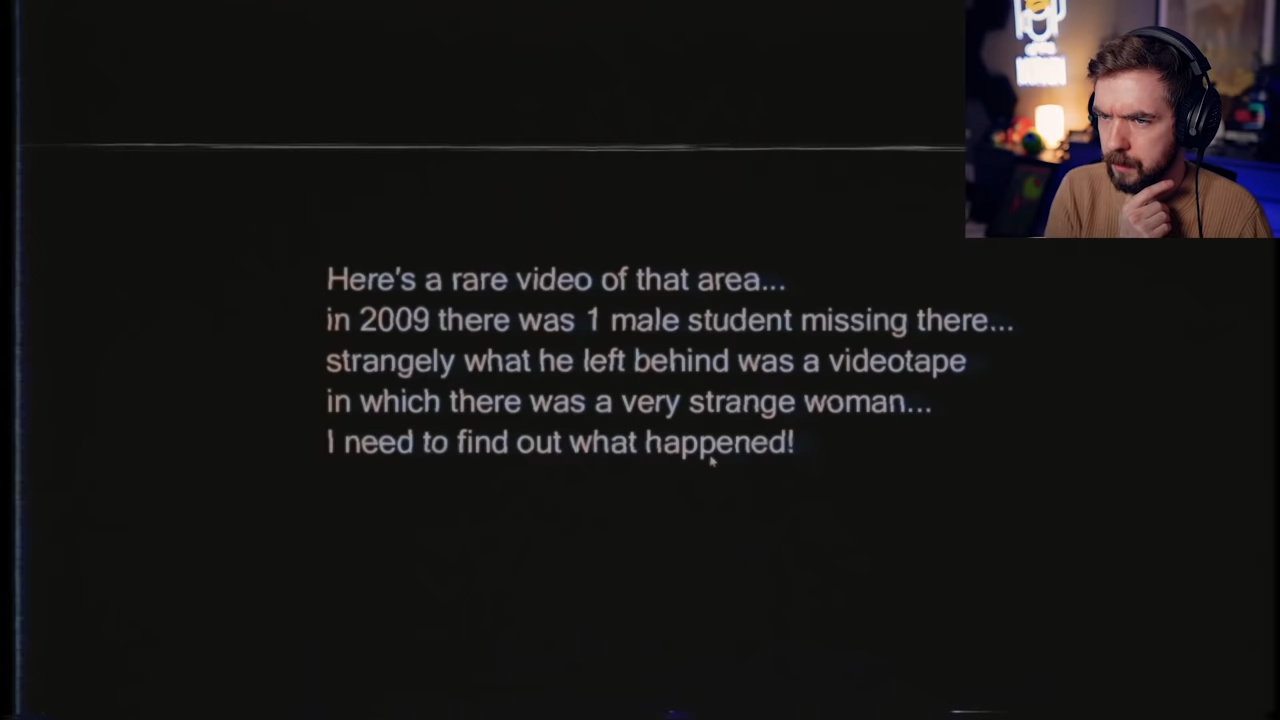 Here's a rare video of that area...
in 2009 there was 1 male student missing there...
strangely what he left behind was a videotape
in which there was a very strange woman...
I need to find out what happened!